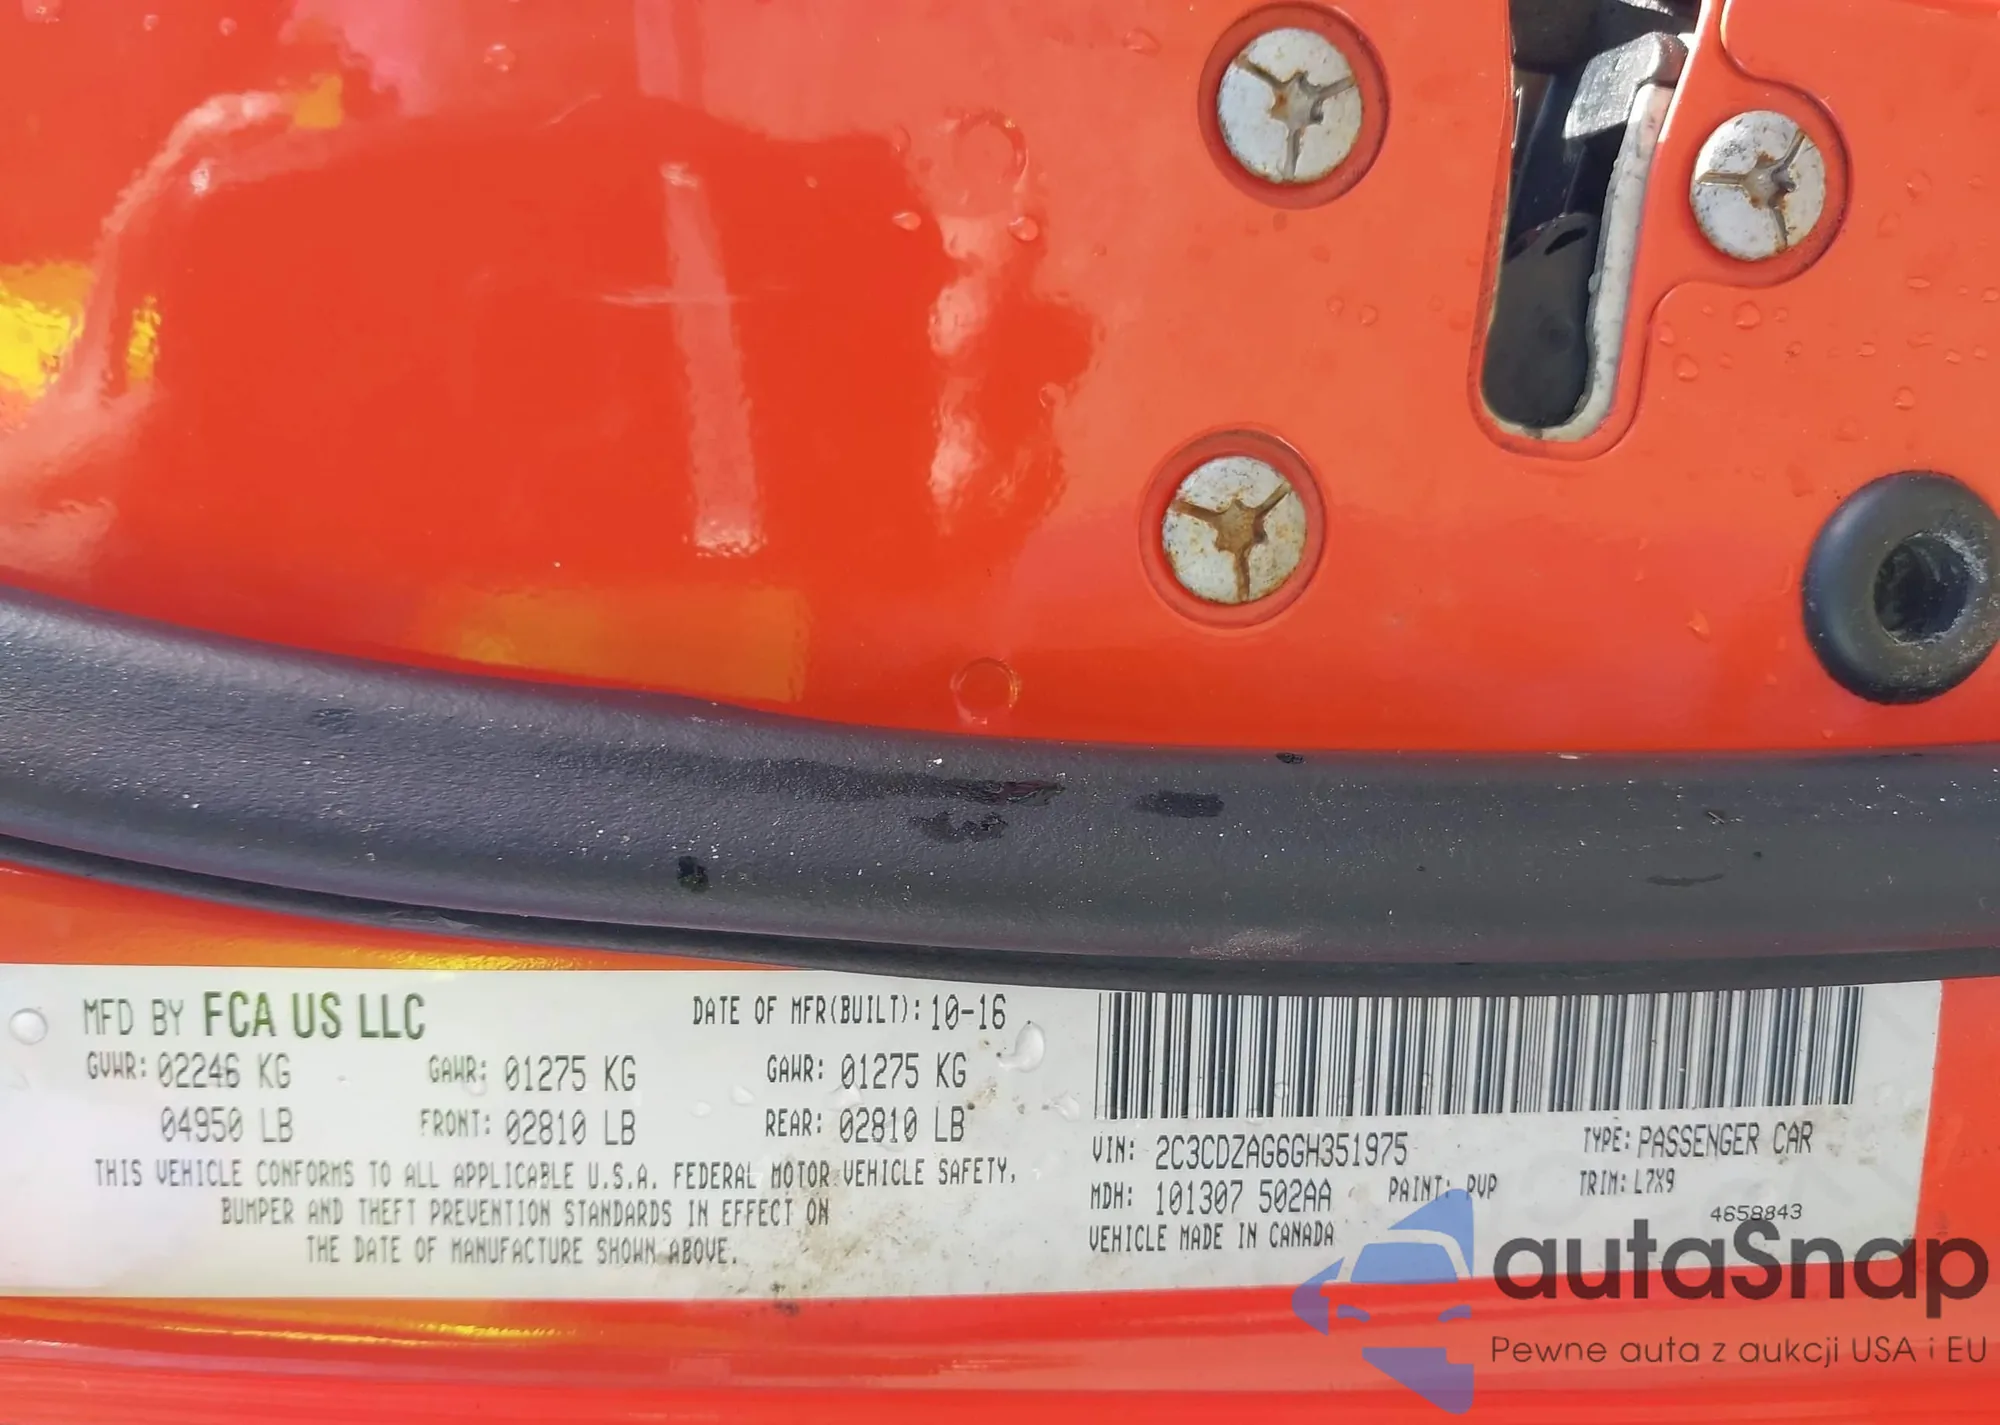 MFD BY FCA US LLC
DATE OF MFR(BUILT): 10-16
GVWR: 02246 KG GAWR: 01275 KG GAWR: 01275 KG
04950 LB FRONT: 02810 LB REAR: 02810 LB
THIS VEHICLE CONFORMS TO ALL APPLICABLE U.S.A. FEDERAL MOTOR VEHICLE SAFETY,
BUMPER AND THEFT PREVENTION STANDARDS IN EFFECT ON
THE DATE OF MANUFACTURE SHOWN ABOVE.
VIN: 2C3CDZAG6GH351975 TYPE: PASSENGER CAR
MDH: 101307 502AA PAINT: PVP TRIM: L7X9
VEHICLE MADE IN CANADA
4658843
autaSnap
Pewne auta z aukcji USA i EU